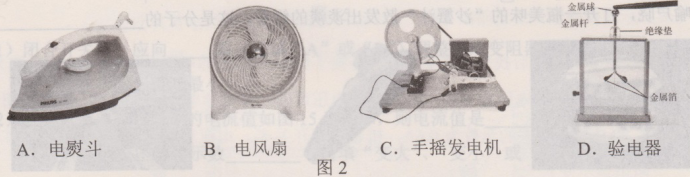 金属球
金属杆
绝缘垫
金属箔
A. 电熨斗 B. 电风扇 C. 手摇发电机 D. 验电器
图2